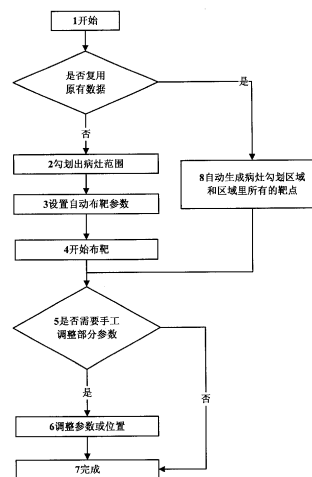 1开始
是否复用
原有数据
是
否
2勾划出病灶范围
8自动生成病灶勾划区域
和区域里所有的靶点
3设置自动布靶参数
4开始布靶
5是否需要手工
调整部分参数
是
否
6调整参数或位置
7完成